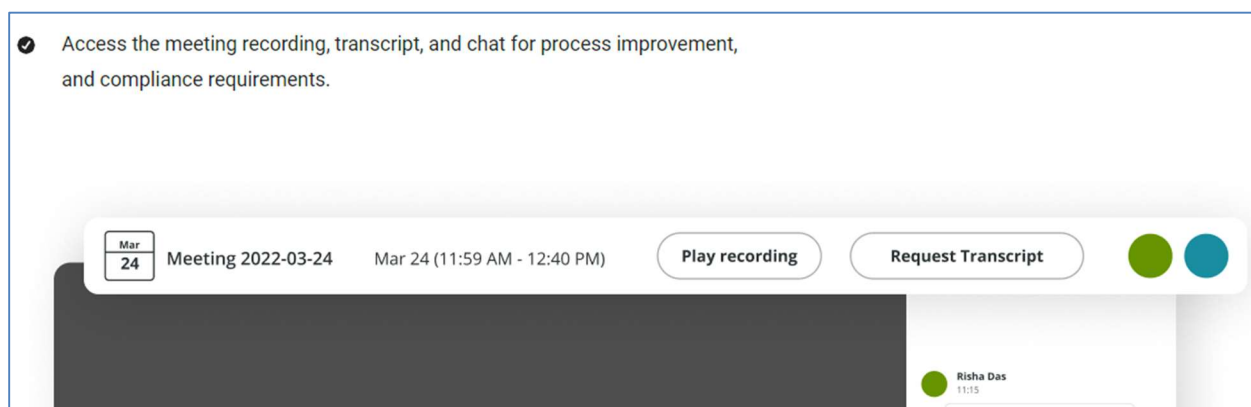 Access the meeting recording, transcript, and chat for process improvement,
and compliance requirements.
Mar
24
Meeting 2022-03-24
Mar 24 (11:59 AM - 12:40 PM)
Play recording
Request Transcript
Risha Das
11:15